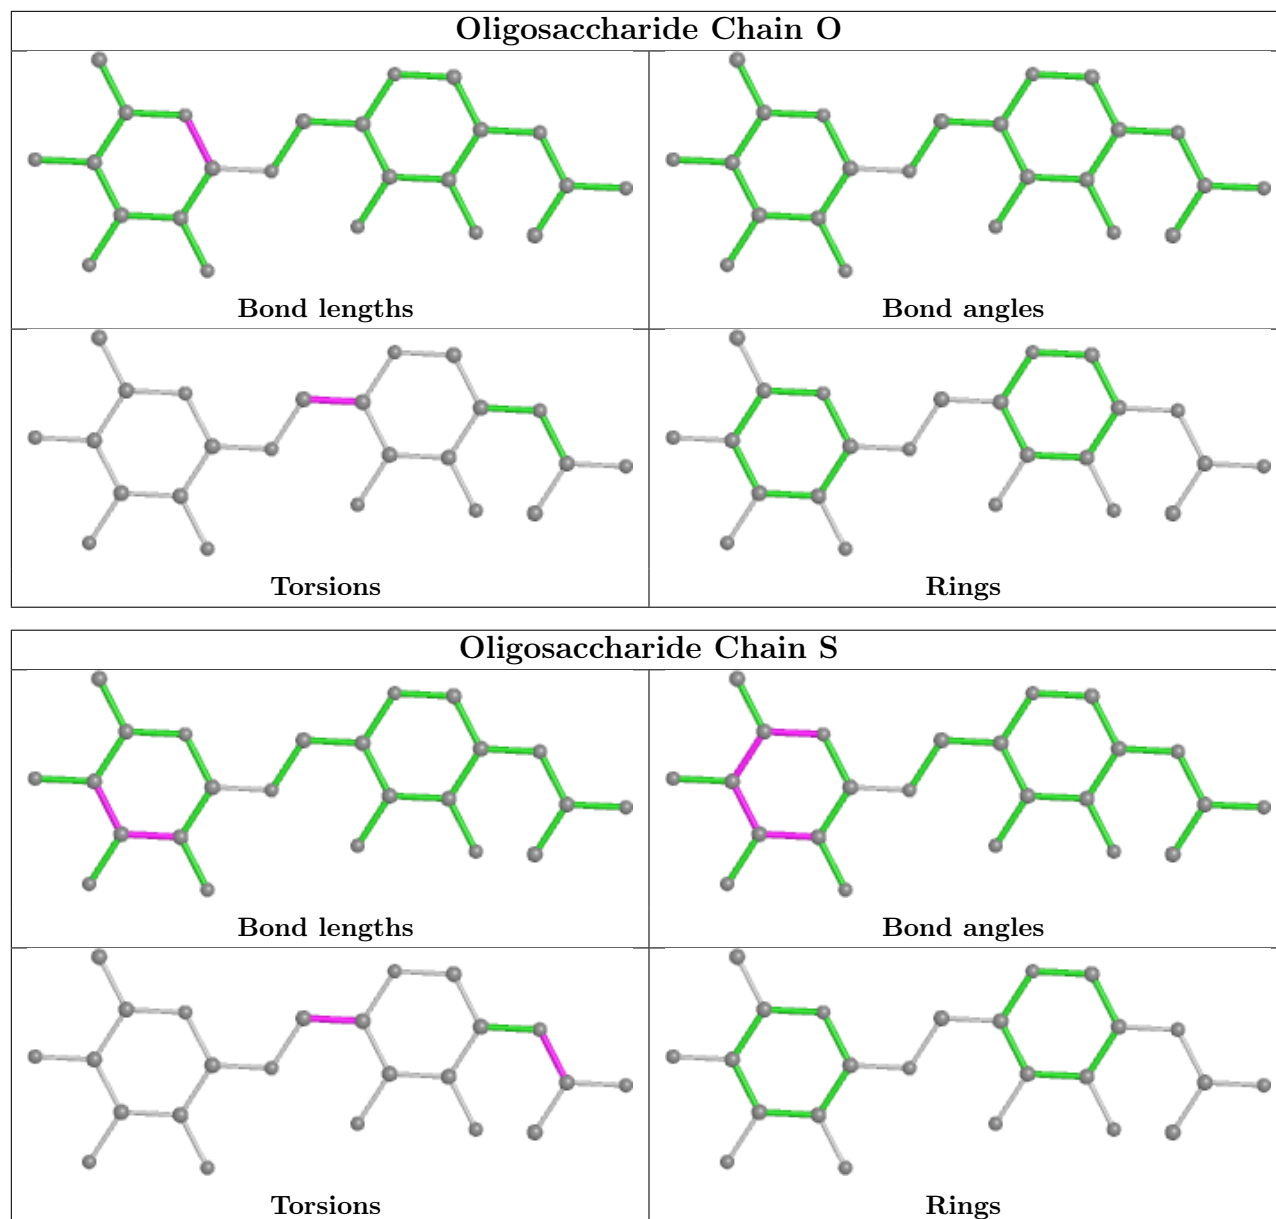 Oligosaccharide Chain O
Bond lengths
Bond angles
Torsions
Rings
Oligosaccharide Chain S
Bond lengths
Bond angles
Torsions
Rings